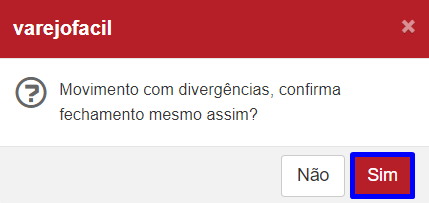 varejofacil
×
Movimento com divergências, confirma
fechamento mesmo assim?
Não
Sim